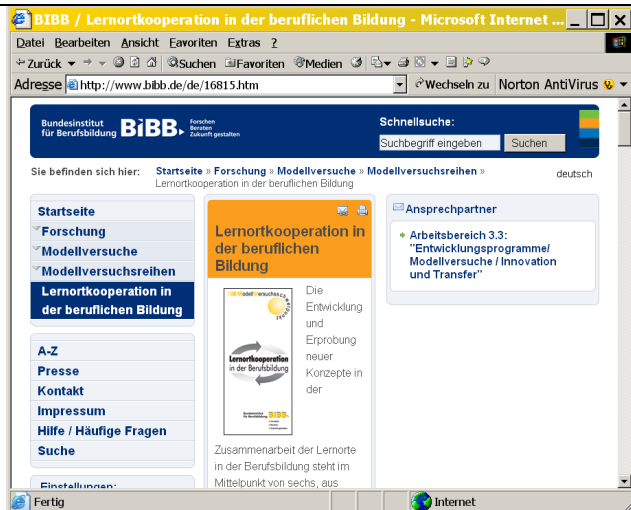 BIBB / Lernortkooperation in der beruflichen Bildung - Microsoft Internet ...
Datei Bearbeiten Ansicht Favoriten Extras ?
Zurück Suchen Favoriten Medien
Adresse http://www.bibb.de/de/16815.htm Wechseln zu Norton AntiVirus
Bundesinstitut
für Berufsbildung BiBB
Forschen
Beraten
Zukunft gestalten
Schnellsuche:
Suchbegriff eingeben Suchen
Sie befinden sich hier: Startseite » Forschung » Modellversuche » Modellversuchsreihen »
Lernortkooperation in der beruflichen Bildung
deutsch
Startseite
Forschung
Modellversuche
Modellversuchsreihen
Lernortkooperation in
der beruflichen Bildung
A-Z
Presse
Kontakt
Impressum
Hilfe / Häufige Fragen
Suche
Einstellungen:
Lernortkooperation in
der beruflichen
Bildung
Lernortkooperation
in der Berufsbildung
Die
Entwicklung
und
Erprobung
neuer
Konzepte in
der
Zusammenarbeit der Lernorte
in der Berufsbildung steht im
Mittelpunkt von sechs, aus
Ansprechpartner
Arbeitsbereich 3.3:
"Entwicklungsprogramme/
Modellversuche / Innovation
und Transfer"
Fertig Internet